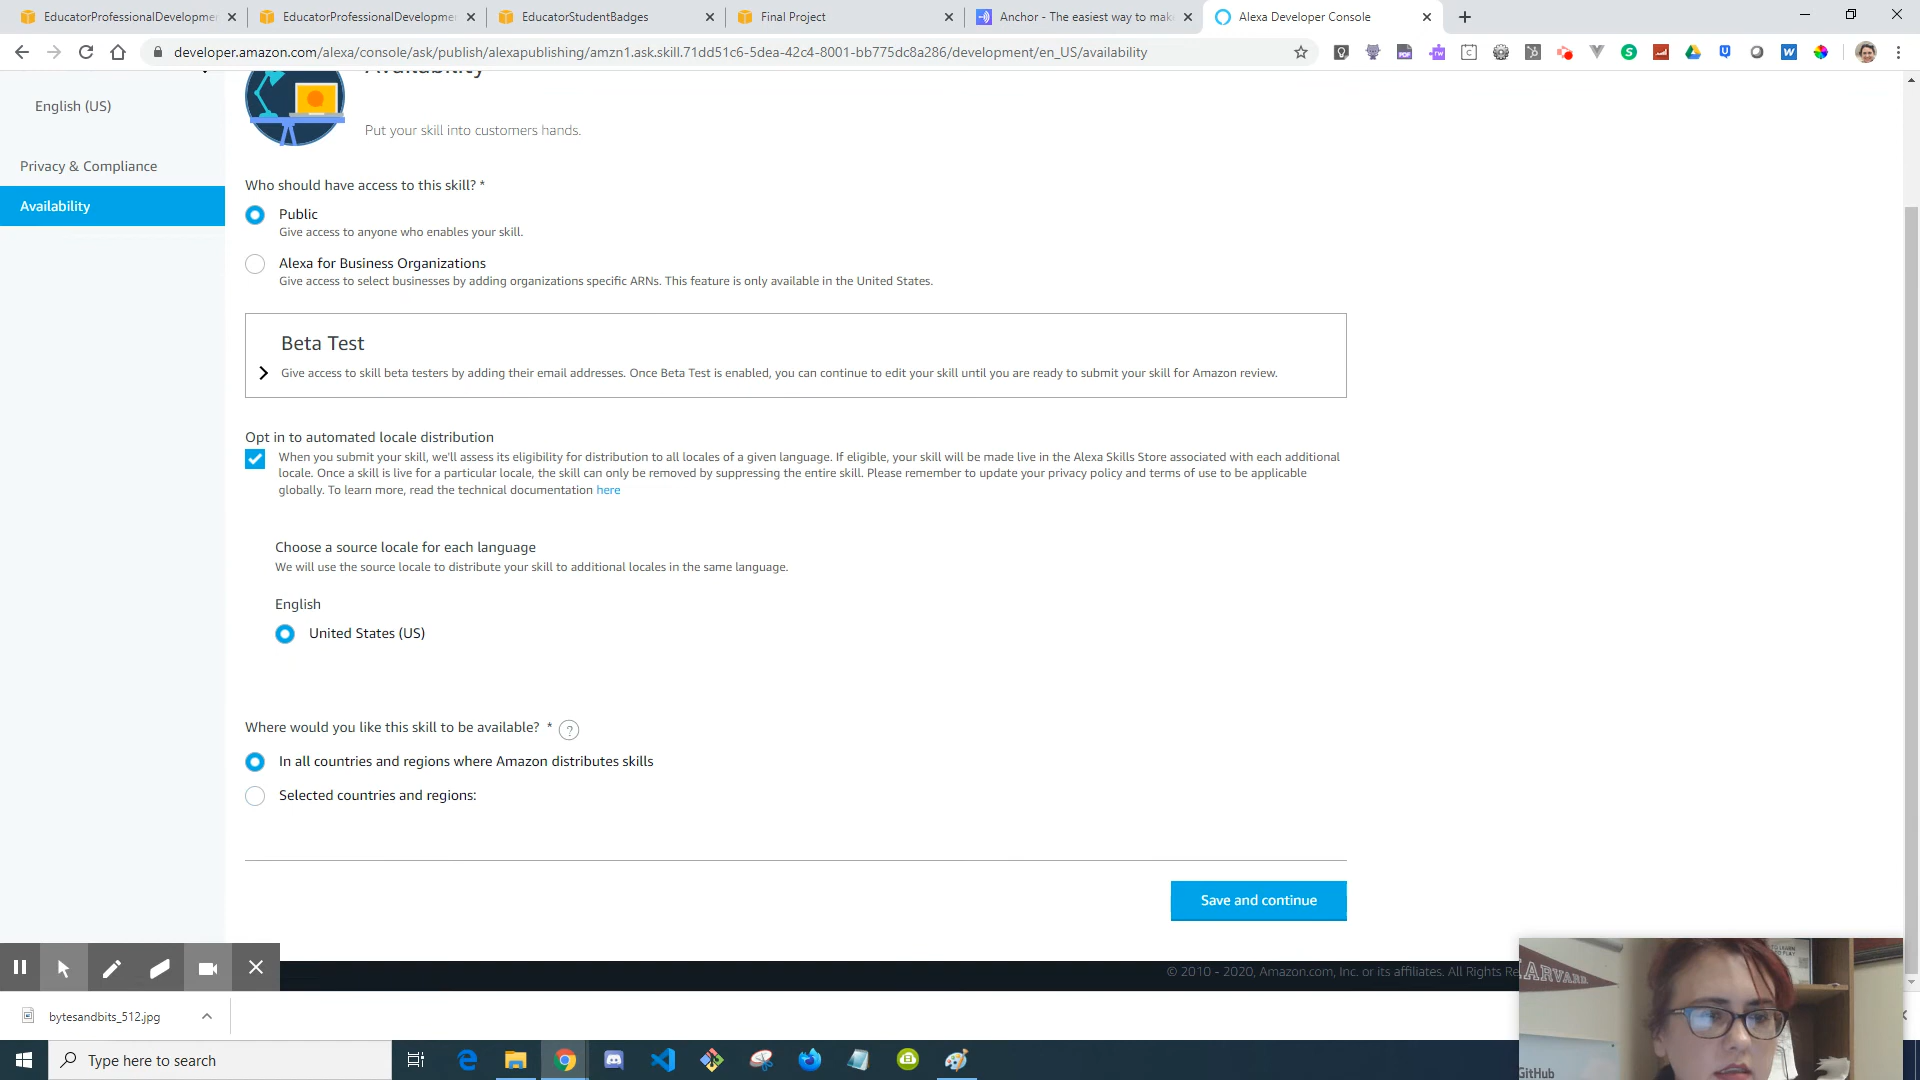 EducatorProfessionalDevelopmen
EducatorProfessionalDevelopmen
EducatorStudentBadges
Final Project
Anchor - The easiest way to mak
Alexa Developer Console
developer.amazon.com/alexa/console/ask/publish/alexapublishing/amzn1.ask.skill.71dd51c6-5dea-42c4-8001-bb775dc8a286/development/en_US/availability
English (US)
Privacy & Compliance
Availability
Availability
Put your skill into customers hands.
Who should have access to this skill? *
Public
Give access to anyone who enables your skill.
Alexa for Business Organizations
Give access to select businesses by adding organizations specific ARNs. This feature is only available in the United States.
Beta Test
Give access to skill beta testers by adding their email addresses. Once Beta Test is enabled, you can continue to edit your skill until you are ready to submit your skill for Amazon review.
Opt in to automated locale distribution
When you submit your skill, we'll assess its eligibility for distribution to all locales of a given language. If eligible, your skill will be made live in the Alexa Skills Store associated with each additional
locale. Once a skill is live for a particular locale, the skill can only be removed by suppressing the entire skill. Please remember to update your privacy policy and terms of use to be applicable
globally. To learn more, read the technical documentation here
Choose a source locale for each language
We will use the source locale to distribute your skill to additional locales in the same language.
English
United States (US)
Where would you like this skill to be available? * ?
In all countries and regions where Amazon distributes skills
Selected countries and regions:
Save and continue
© 2010 - 2020, Amazon.com, Inc. or its affiliates. All Rights Re
ARVARD
GitHub
bytesandbits_512.jpg
Type here to search